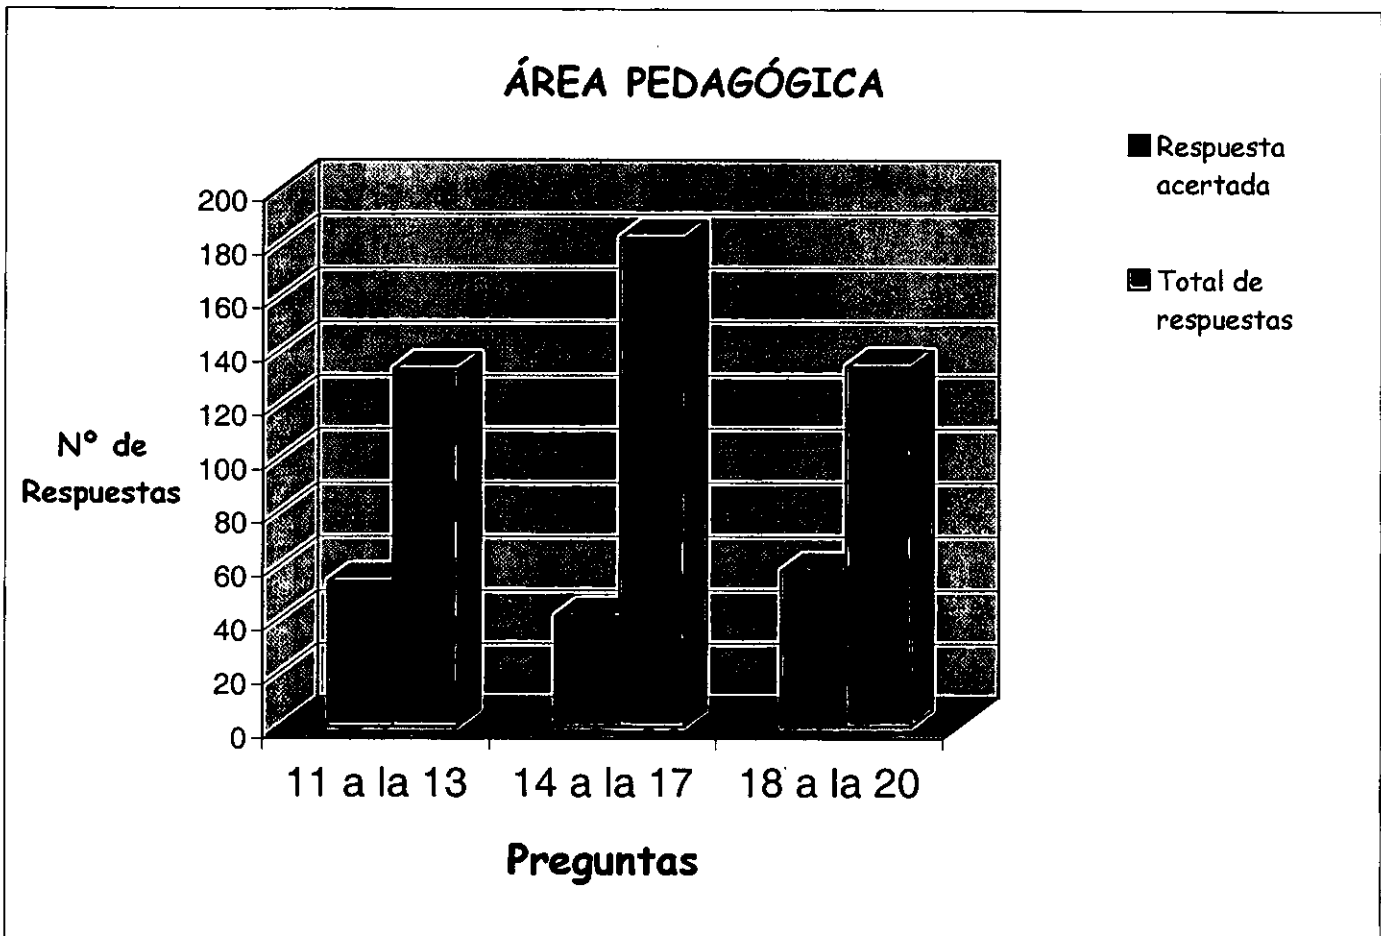 ÁREA PEDAGÓGICA
Respuesta
acertada
Total de
respuestas
200
180
160
140
120
100
80
60
40
20
0
Nº de
Respuestas
11 a la 13
14 a la 17
18 a la 20
Preguntas